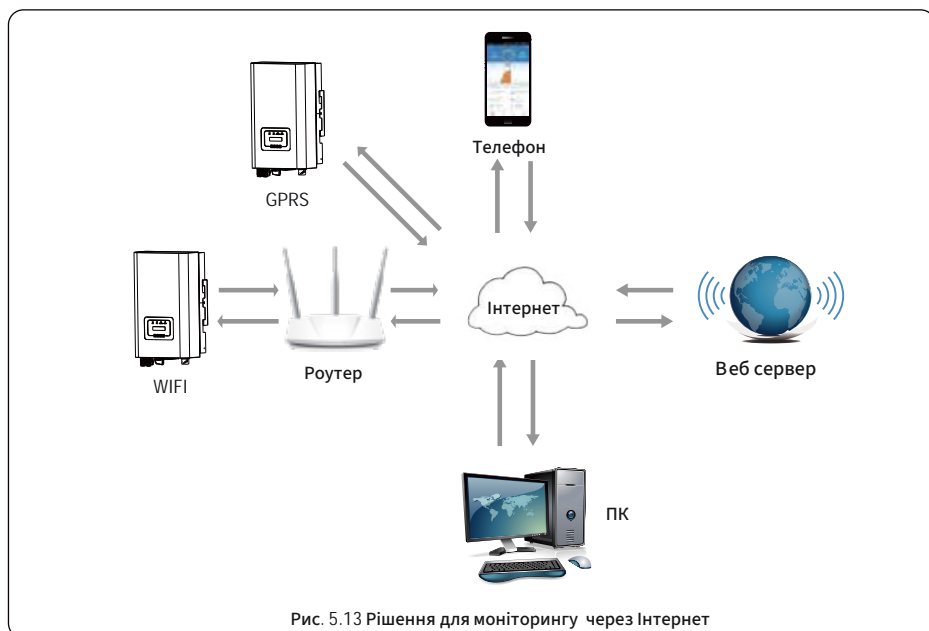 Телефон
GPRS
Інтернет
WIFI
Роутер
Веб сервер
ПК
Рис. 5.13 Рішення для моніторингу через Інтернет